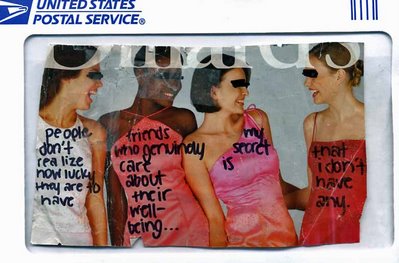 UNITED STATES
POSTAL SERVICE®
people
don't
realize
how lucky
they are to
have
friends
who genuinly
care
about
their
well-
being...
my
secret
is
that
i don't
have
any.